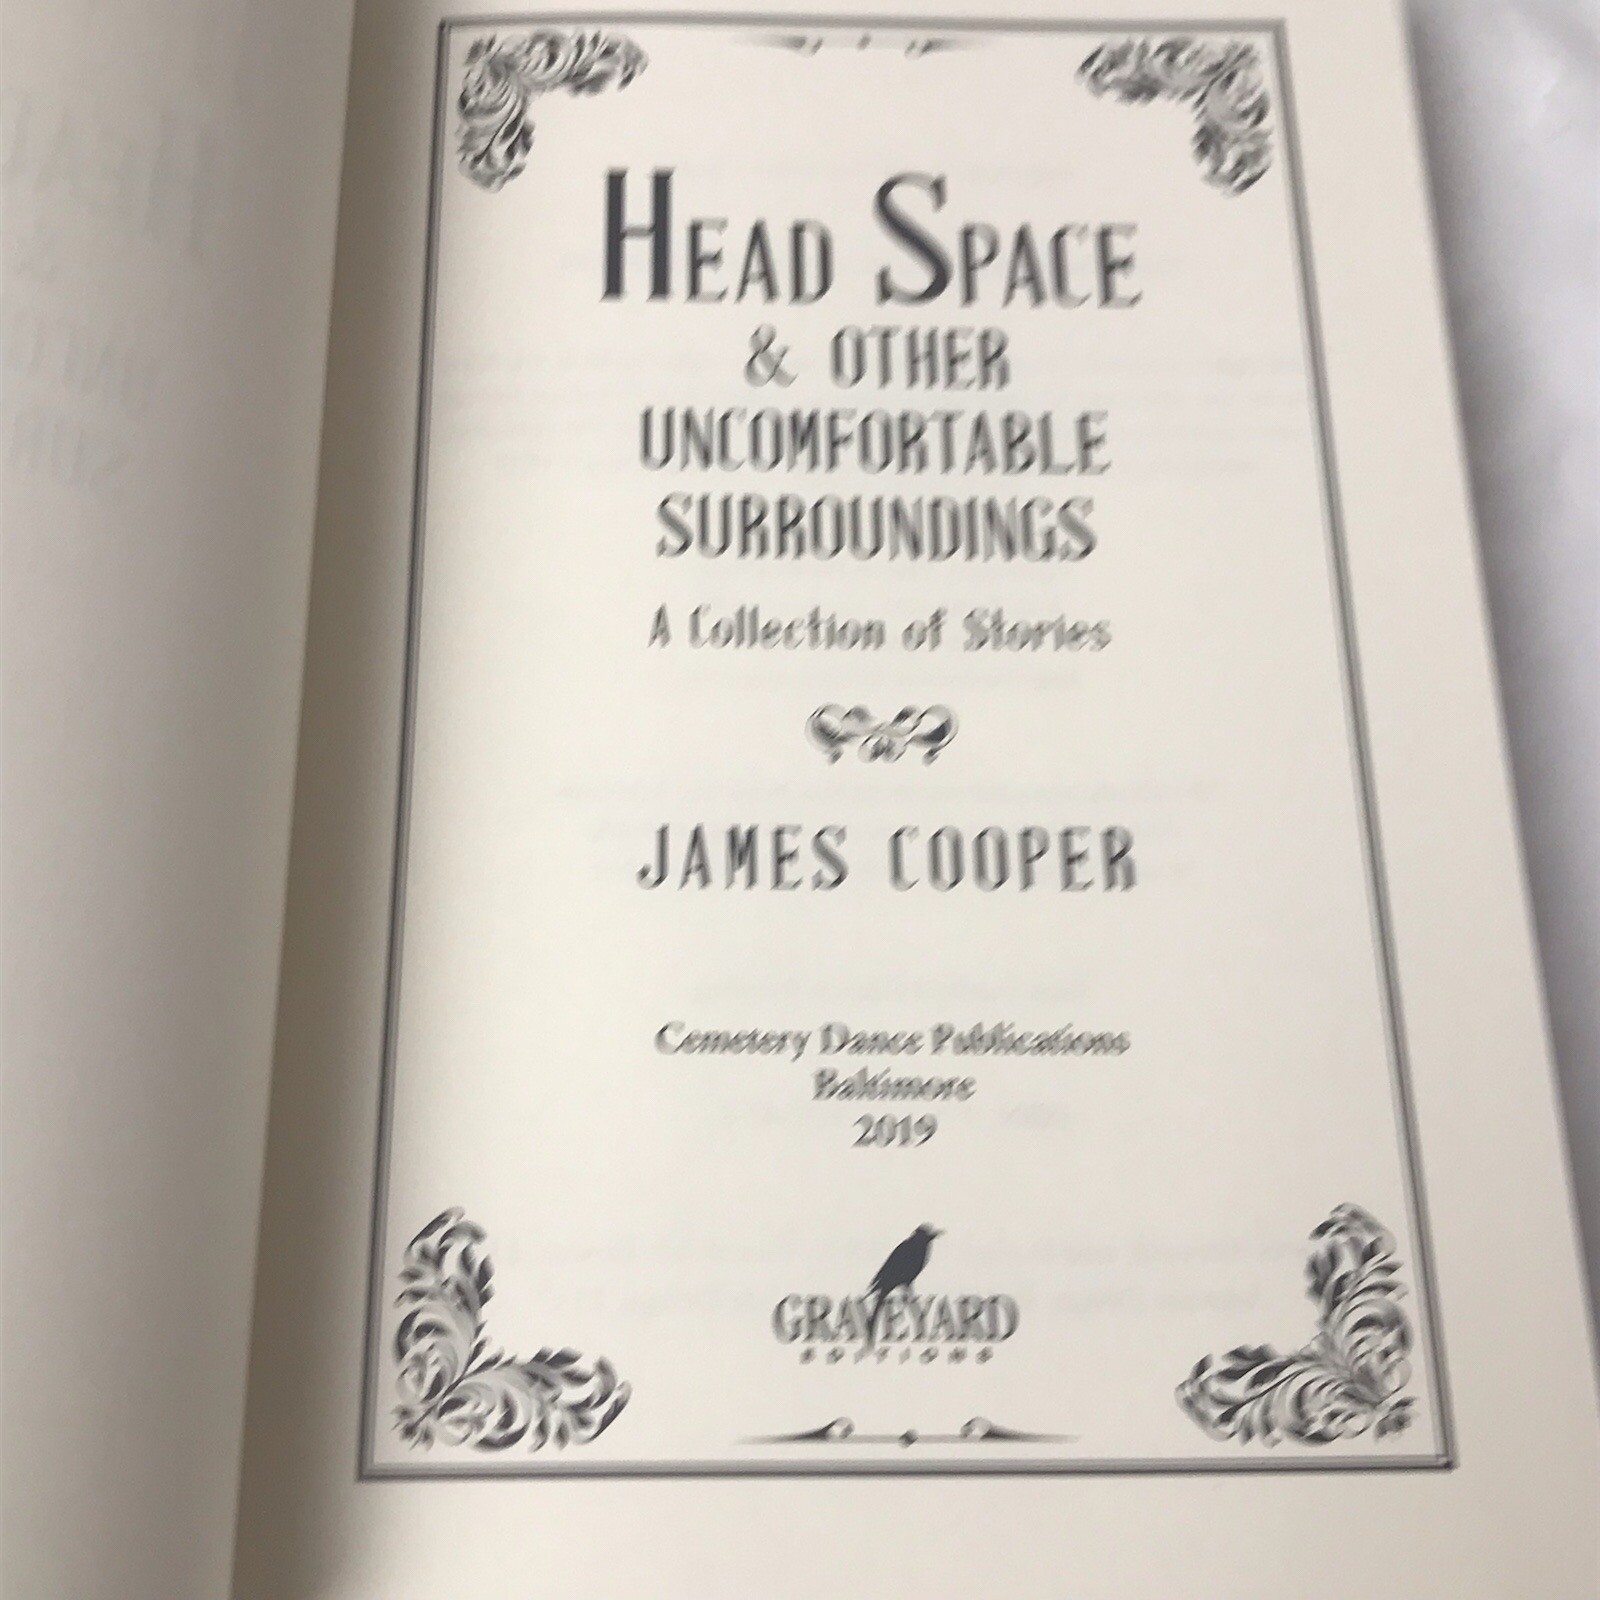 HEAD SPACE
& OTHER
UNCOMFORTABLE
SURROUNDINGS
A Collection of Stories
JAMES COOPER
Cemetery Dance Publications
Baltimore
2019
GRAVEYARD
EDITIONS